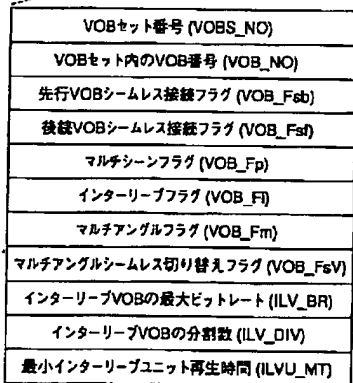 VOBセット番号 (VOBS_NO)
VOBセット内のVOB番号 (VOB_NO)
先行VOBシームレス接続フラグ (VOB_Fsb)
後続VOBシームレス接続フラグ (VOB_Fsf)
マルチシーンフラグ (VOB_Fp)
インターリーブフラグ (VOB_Fi)
マルチアングルフラグ (VOB_Fm)
マルチアングルシームレス切り替えフラグ (VOB_FsV)
インターリーブVOBの最大ビットレート (ILV_BR)
インターリーブVOBの分割数 (ILV_DIV)
最小インターリーブユニット再生時間 (ILVU_MT)